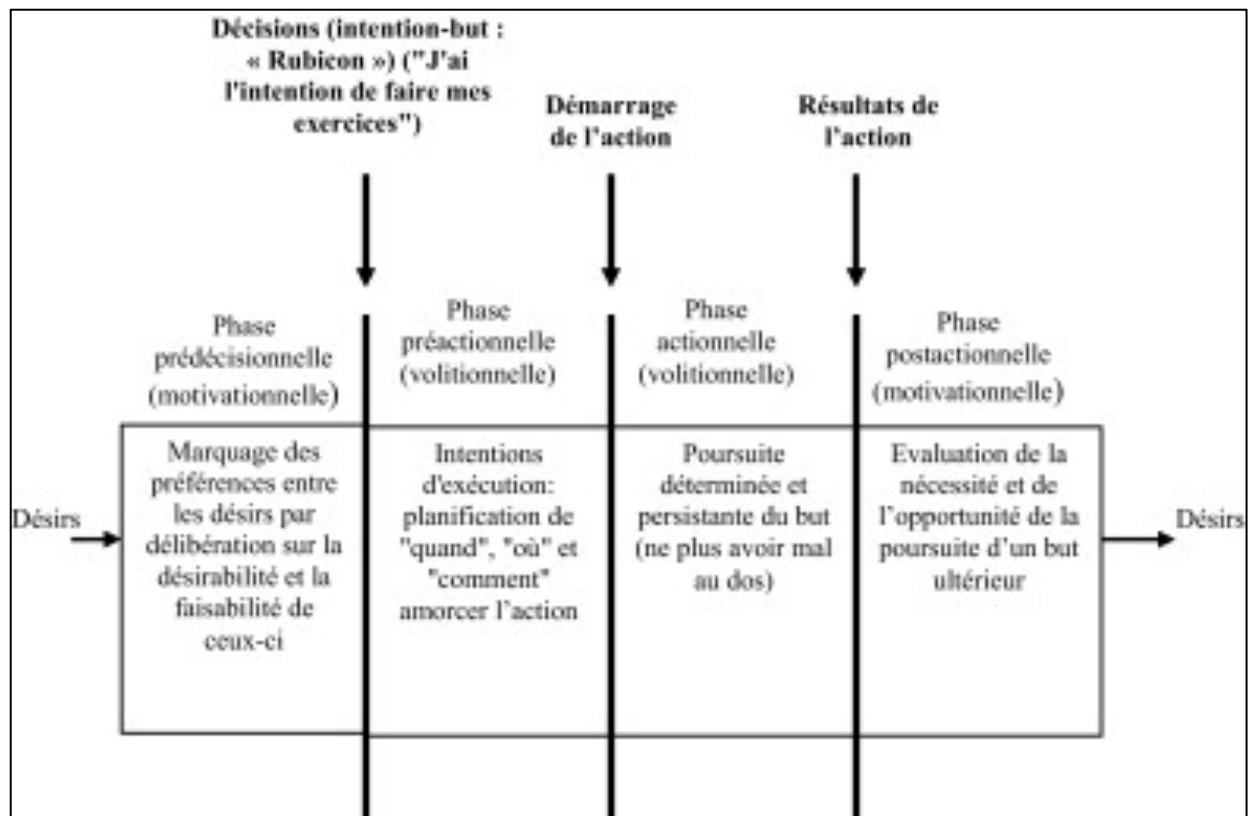 Décisions (intention-but :
« Rubicon ») ("J'ai
l'intention de faire mes
exercices")
Démarrage
de l'action
Résultats de
l'action
Phase
prédécisionnelle
(motivationnelle)
Phase
préactionnelle
(volitionnelle)
Phase
actionnelle
(volitionnelle)
Phase
postactionnelle
(motivationnelle)
Désirs
Marquage des
préférences entre
les désirs par
délibération sur la
désirabilité et la
faisabilité de
ceux-ci
Intentions
d'exécution:
planification de
"quand", "où" et
"comment"
amorcer l'action
Poursuite
déterminée et
persistante du but
(ne plus avoir mal
au dos)
Evaluation de la
nécessité et de
l'opportunité de la
poursuite d'un but
ultérieur
Désirs